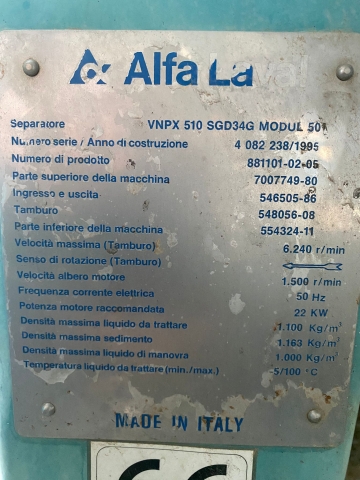 Alfa Laval
Separatore VNPX 510 SGD34G MODUL 50
Numero serie / Anno di costruzione 4 082 238/1995
Numero di prodotto 881101-02-05
Parte superiore della macchina 7007749-80
Ingresso e uscita 546505-86
Tamburo 548056-08
Parte inferiore della macchina 554324-11
Velocità massima (Tamburo) 6.240 r/min
Senso di rotazione (Tamburo)
Velocità albero motore 1.500 r/min
Frequenza corrente elettrica 50 Hz
Potenza motore raccomandata 22 KW
Densità massima liquido da trattare 1.100 Kg/m³
Densità massima sedimento 1.163 Kg/m³
Densità massima liquido di manovra 1.000 Kg/m³
Temperatura liquido da trattare (min./max.) 5/100 °C
MADE IN ITALY
CE